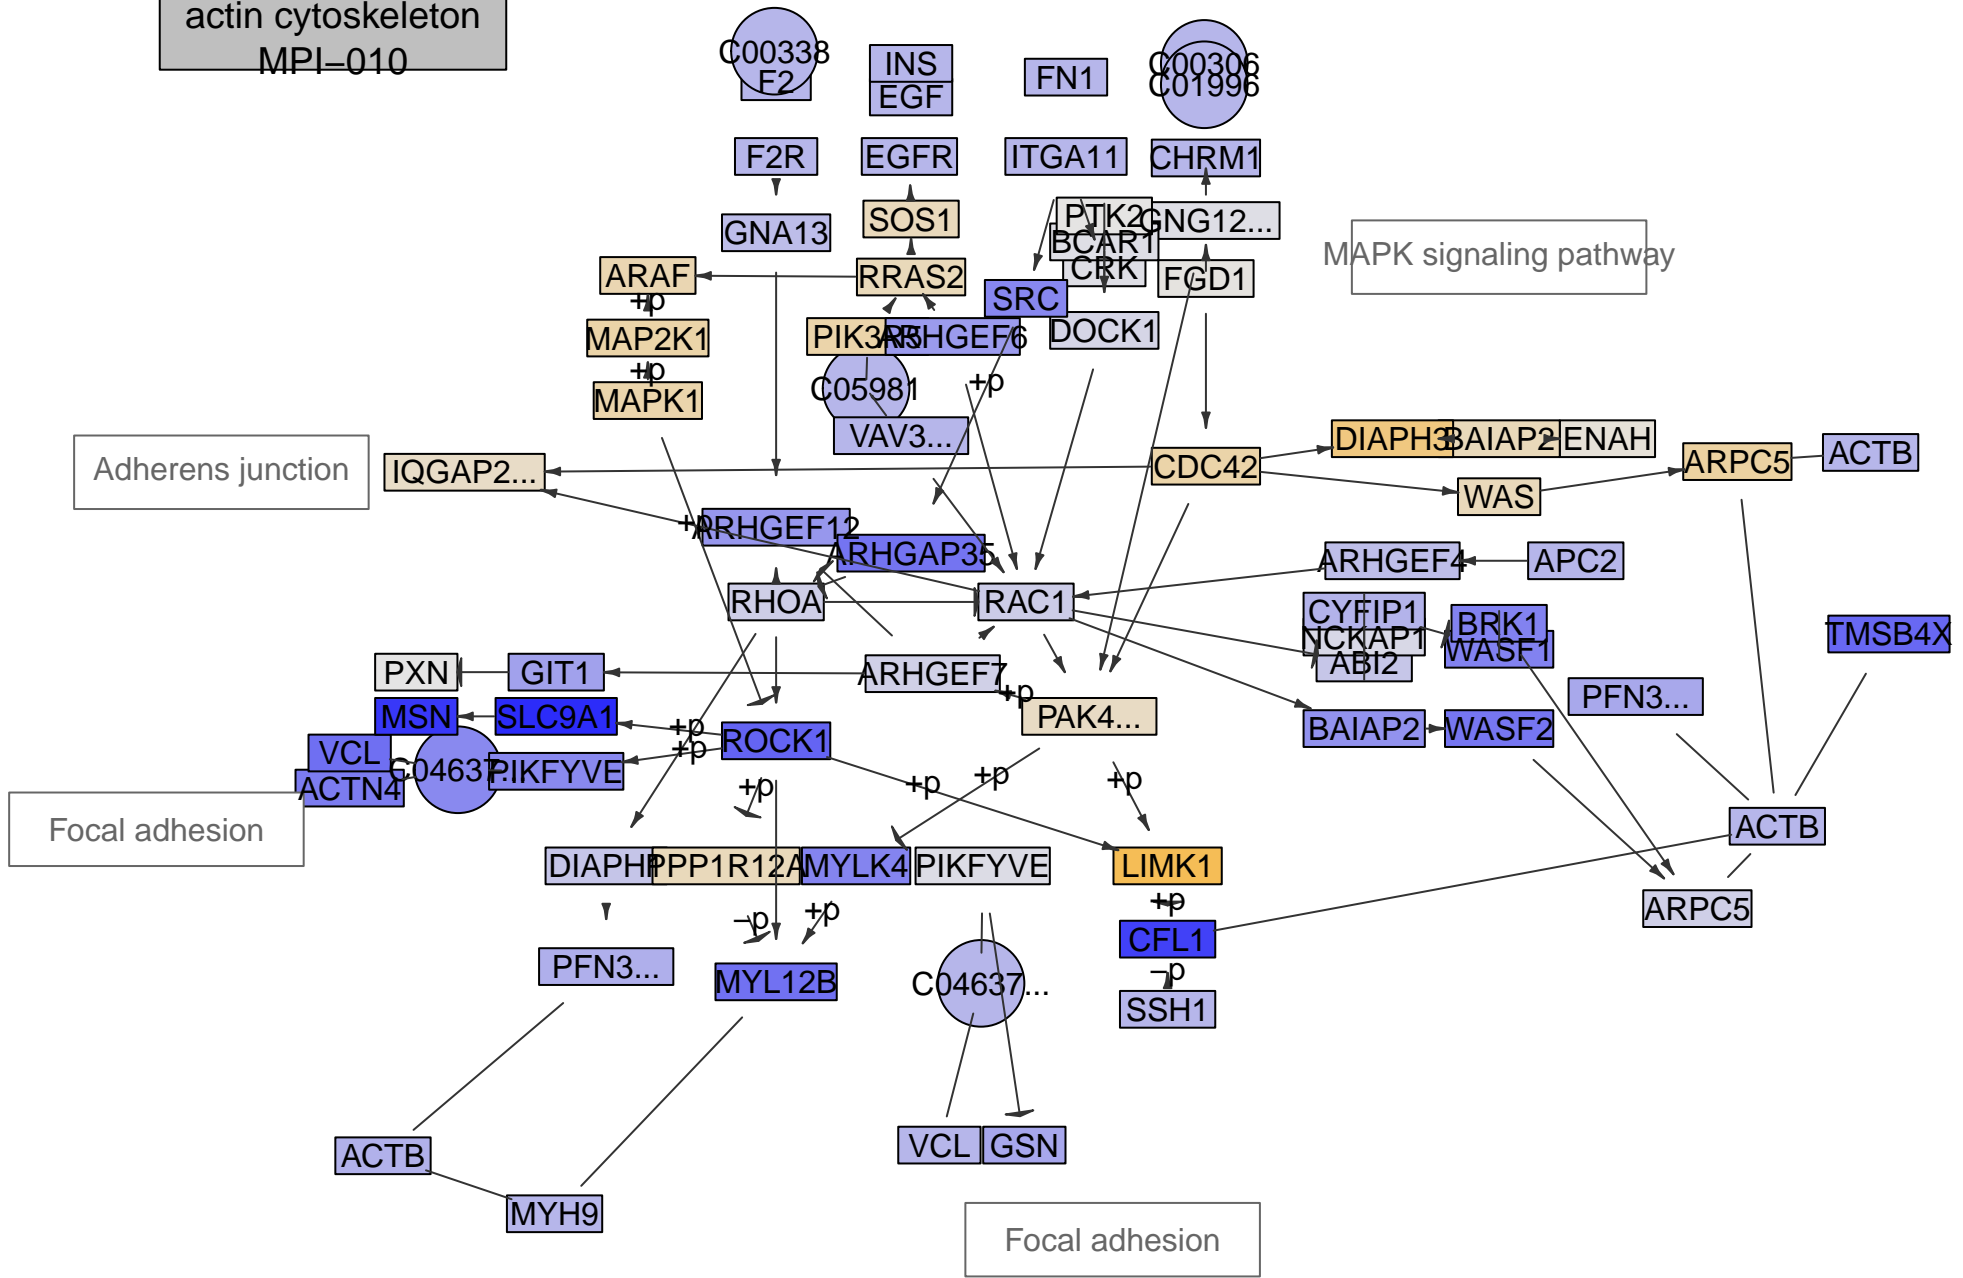 actin cytoskeleton
MPI−010
C00338
F2
INS
EGF
FN1
C00306
C01996
F2R
EGFR
ITGA11
CHRM1
GNA13
SOS1
PTK2
GNG12...
BCAR1
CRK
FGD1
MAPK signaling pathway
ARAF
RRAS2
SRC
+p
MAP2K1
ARHGEF6
DOCK1
+p
MAPK1
C05981
+p
VAV3...
Adherens junction
IQGAP2...
CDC42
DIAPH3
BAIAP2
ENAH
ARPC5
ACTB
WAS
+p
ARHGEF12
ARHGAP35
ARHGEF4
APC2
RHOA
RAC1
CYFIP1
NCKAP1
ABI2
BRK1
WASF1
TMSB4X
PXN
GIT1
ARHGEF7
+p
PFN3...
MSN
SLC9A1
+p
ROCK1
PAK4...
BAIAP2
WASF2
VCL
ACTN4
C04637...
PIKFYVE
+p
+p
+p
+p
+p
Focal adhesion
ACTB
PPP1R12A
MYLK4
PIKFYVE
LIMK1
+p
−p
+p
ARPC5
CFL1
−p
PFN3...
MYL12B
C04637...
SSH1
ACTB
VCL
GSN
MYH9
Focal adhesion